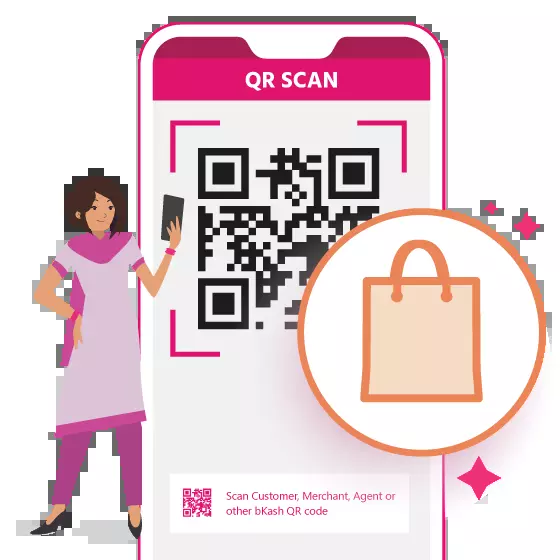 QR SCAN
Scan Customer, Merchant, Agent or
other bKash QR code